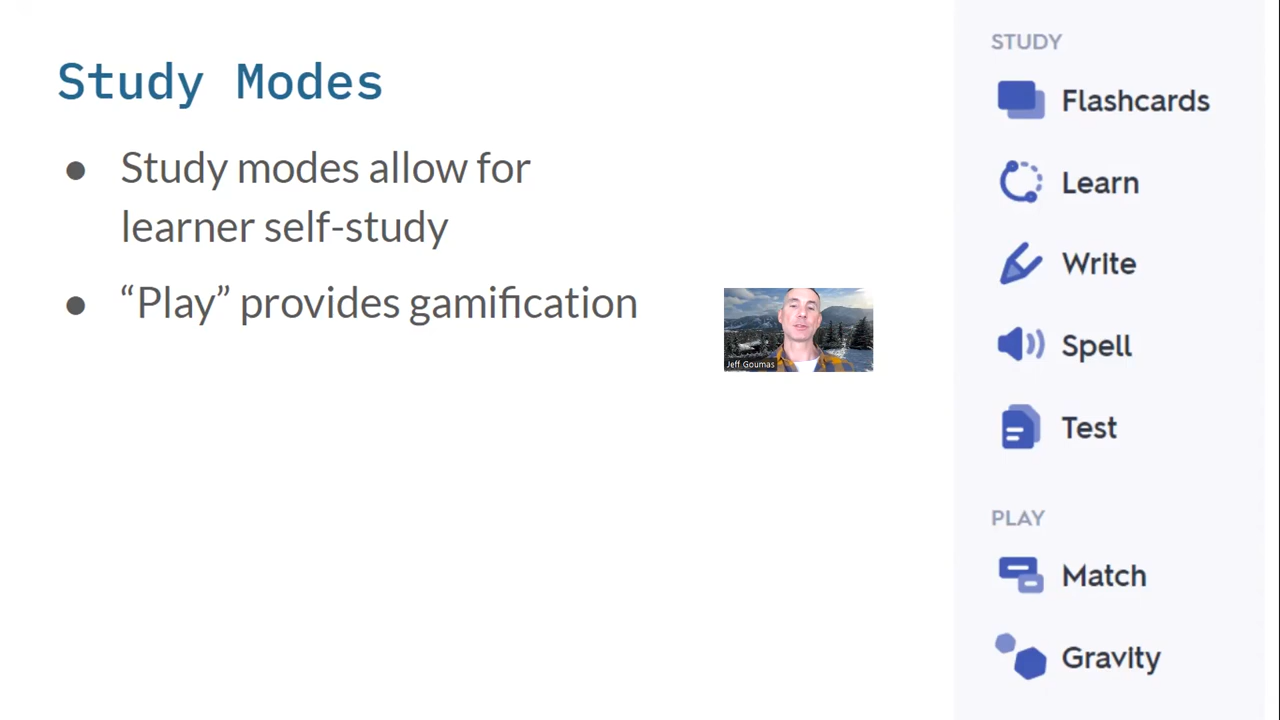 Study Modes
● Study modes allow for
learner self-study
● “Play” provides gamification
Jeff Goumas
STUDY
Flashcards
Learn
Write
Spell
Test
PLAY
Match
Gravity